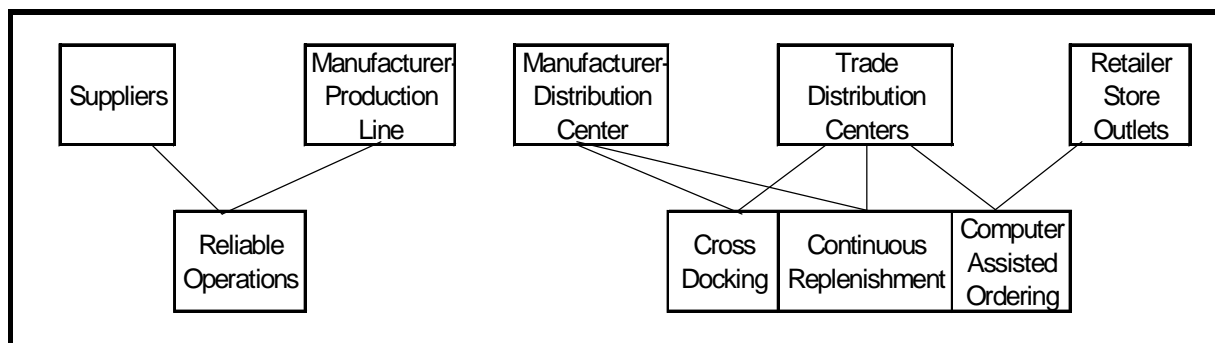 Suppliers
Manufacturer-
Production
Line
Manufacturer-
Distribution
Center
Trade
Distribution
Centers
Retailer
Store
Outlets
Reliable
Operations
Cross
Docking
Continuous
Replenishment
Computer
Assisted
Ordering